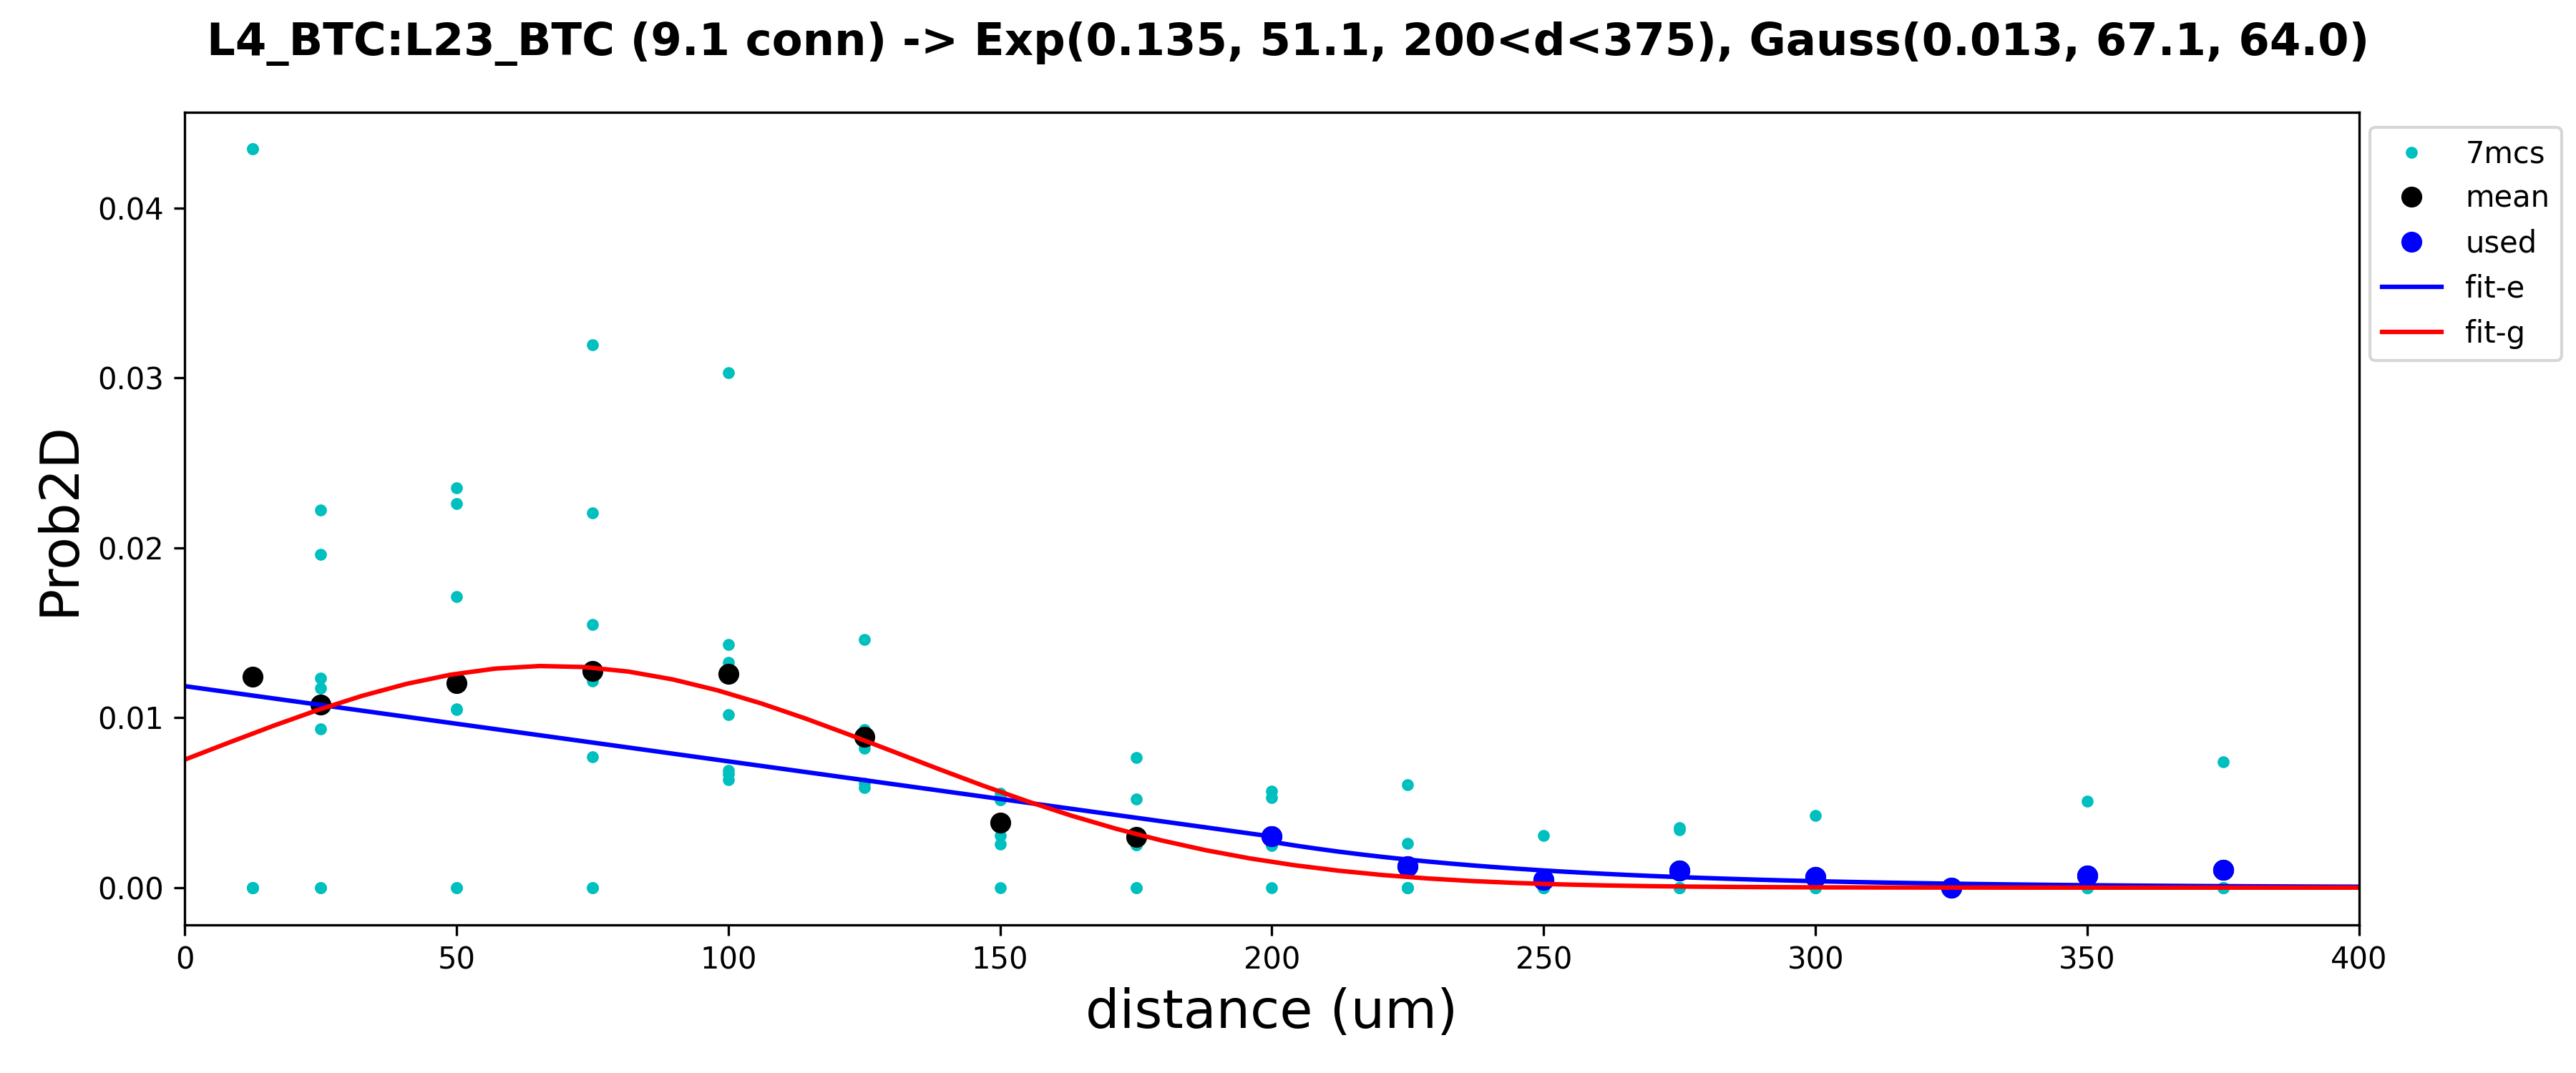 L4_BTC:L23_BTC (9.1 conn) -> Exp(0.135, 51.1, 200<d<375), Gauss(0.013, 67.1, 64.0)
7mcs
mean
used
fit-e
fit-g
Prob2D
0.04
0.03
0.02
0.01
0.00
0 50 100 150 200 250 300 350 400
distance (um)